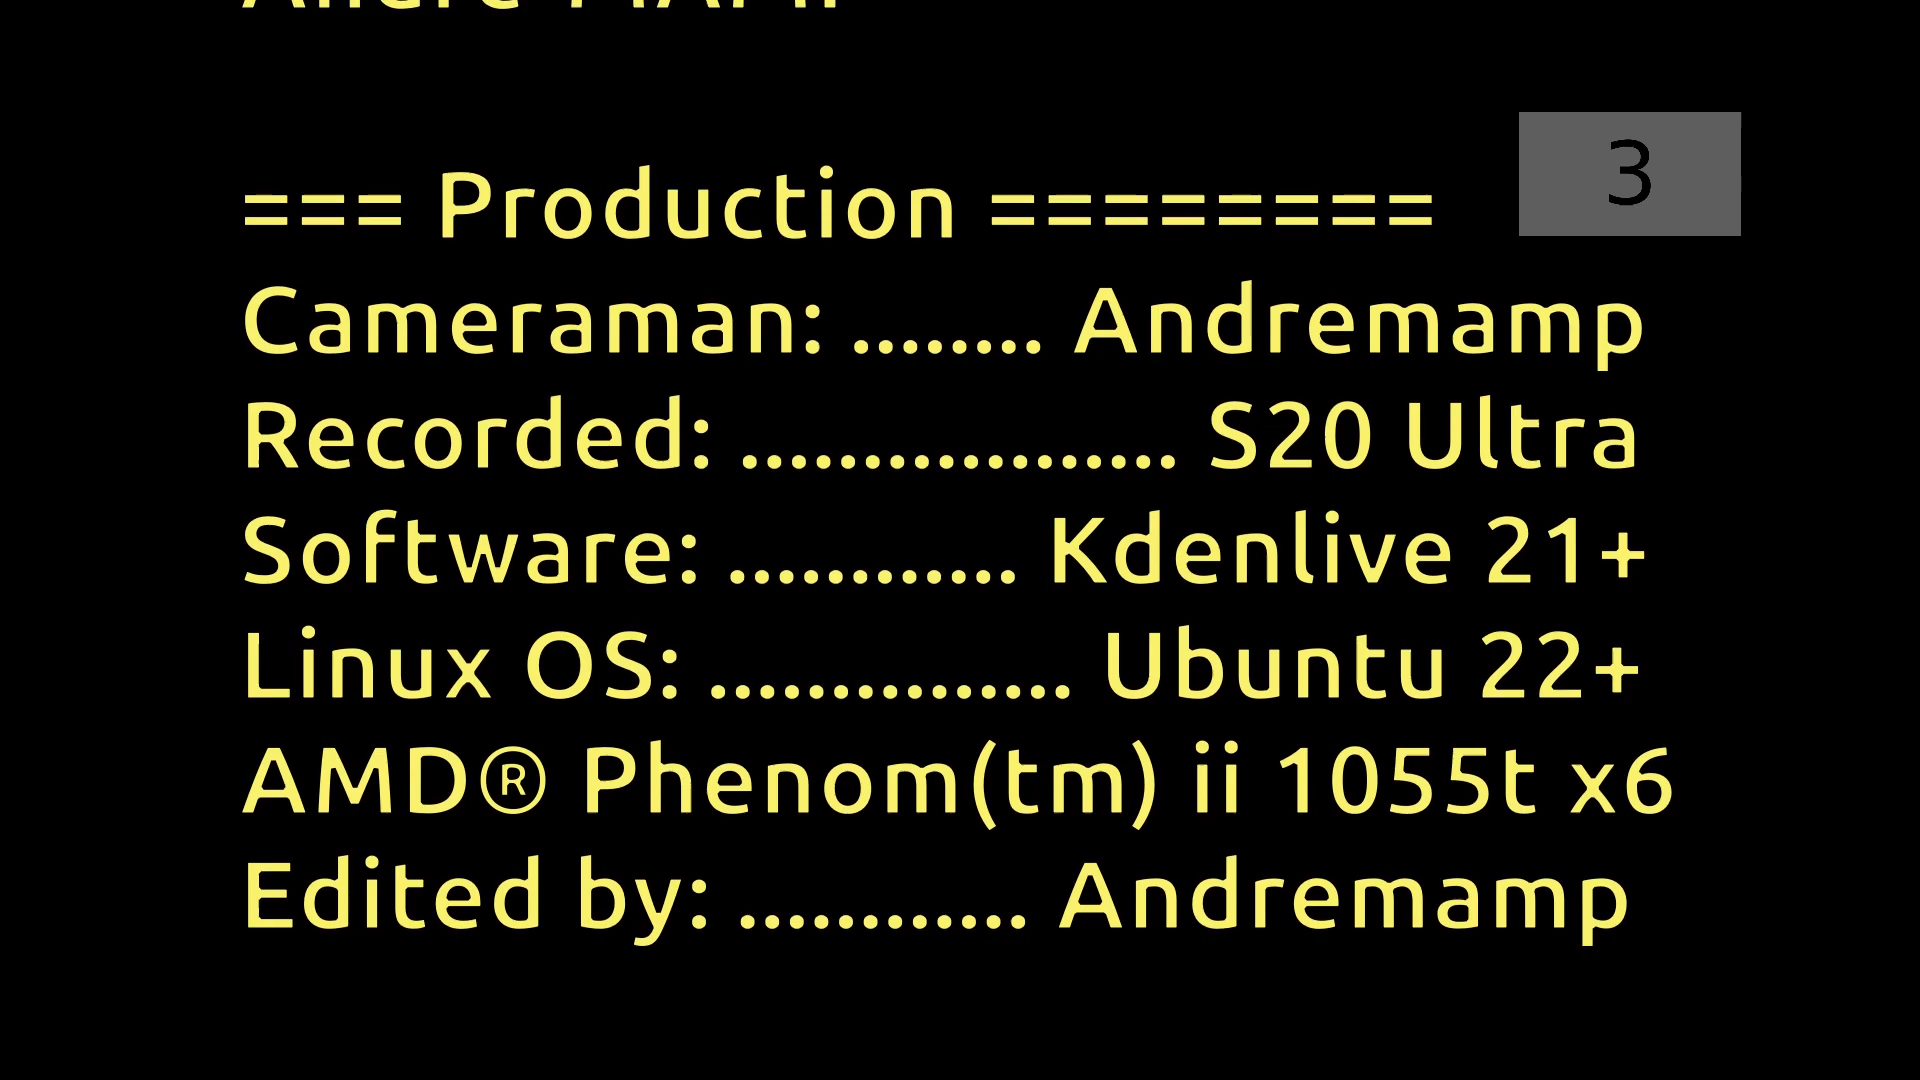 3
=== Production ========
Cameraman: ........ Andremamp
Recorded: .................. S20 Ultra
Software: ............ Kdenlive 21+
Linux OS: ............... Ubuntu 22+
AMD® Phenom(tm) ii 1055t x6
Edited by: ............ Andremamp